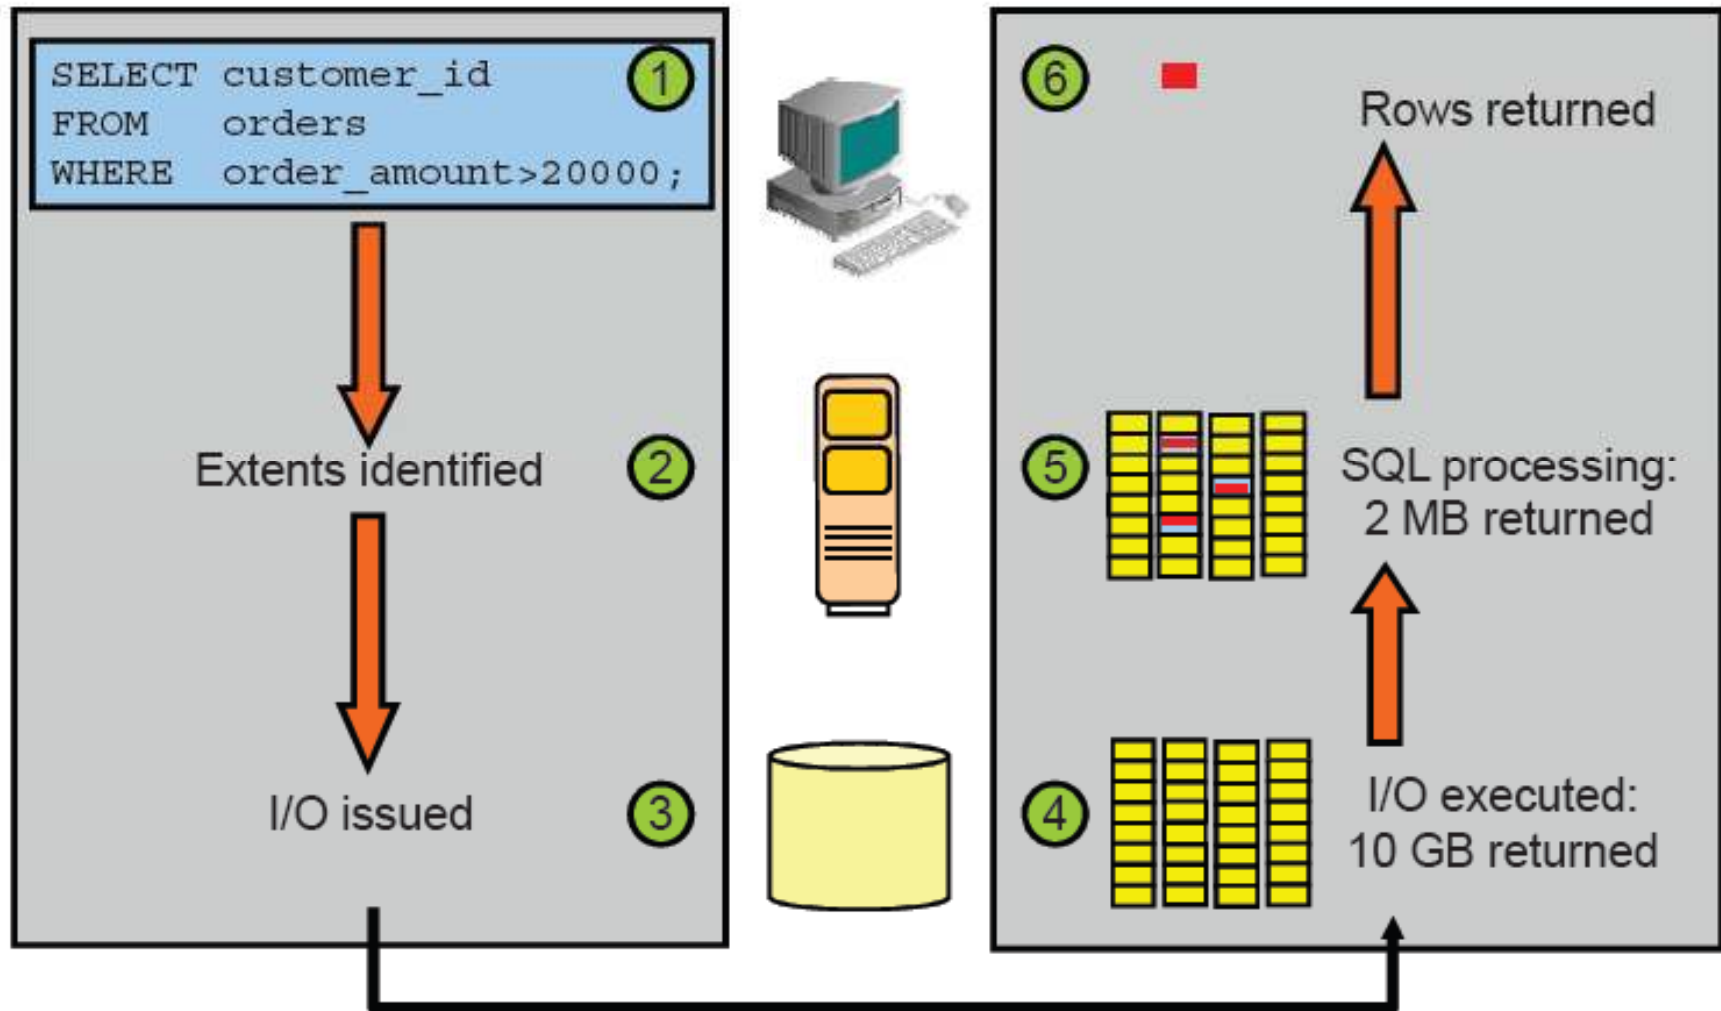 SELECT customer_id
FROM orders
WHERE order_amount>20000;
1
Extents identified
2
I/O issued
3
6
Rows returned
5
SQL processing:
2 MB returned
4
I/O executed:
10 GB returned